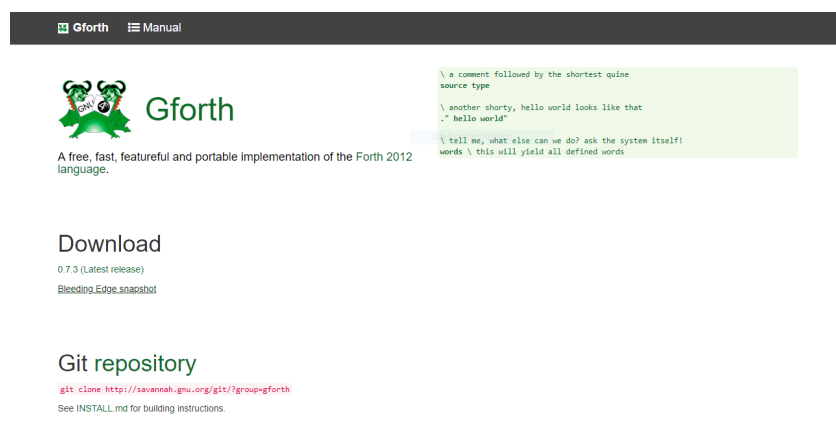 Gforth
Manual
GNU
Gforth
A free, fast, featureful and portable implementation of the Forth 2012
language.
\ a comment followed by the shortest quine
source type
\ another shorty, hello world looks like that
." hello world"
\ tell me, what else can we do? ask the system itself!
words \ this will yield all defined words
Download
0.7.3 (Latest release)
Bleeding Edge snapshot
Git repository
git clone http://savannah.gnu.org/git/?group=gforth
See INSTALL.md for building instructions.